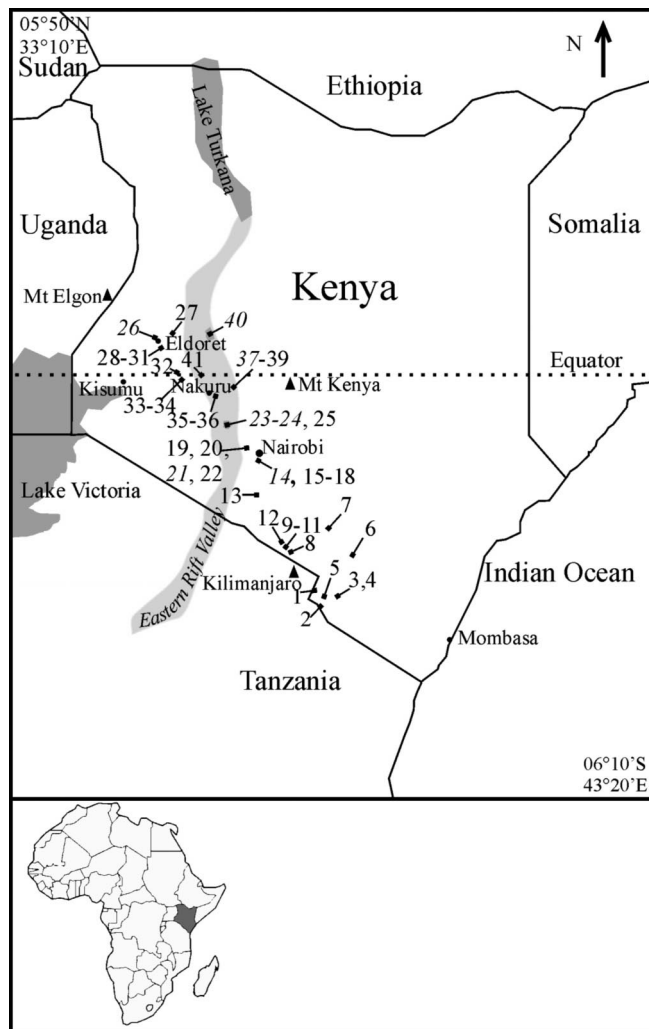 05°50'N
33°10'E
N
Sudan
Ethiopia
Lake Turkana
Uganda
Somalia
Mt Elgon
Kenya
26
27
40
Eldoret
28-31
32
41
37-39
Equator
Kisumu
Nakuru
Mt Kenya
33-34
35-36
23-24, 25
19, 20,
Nairobi
21, 22
14, 15-18
Lake Victoria
13
7
12
9-11
6
8
Eastern Rift Valley
Kilimanjaro
5
Indian Ocean
1
3,4
2
Mombasa
Tanzania
06°10'S
43°20'E